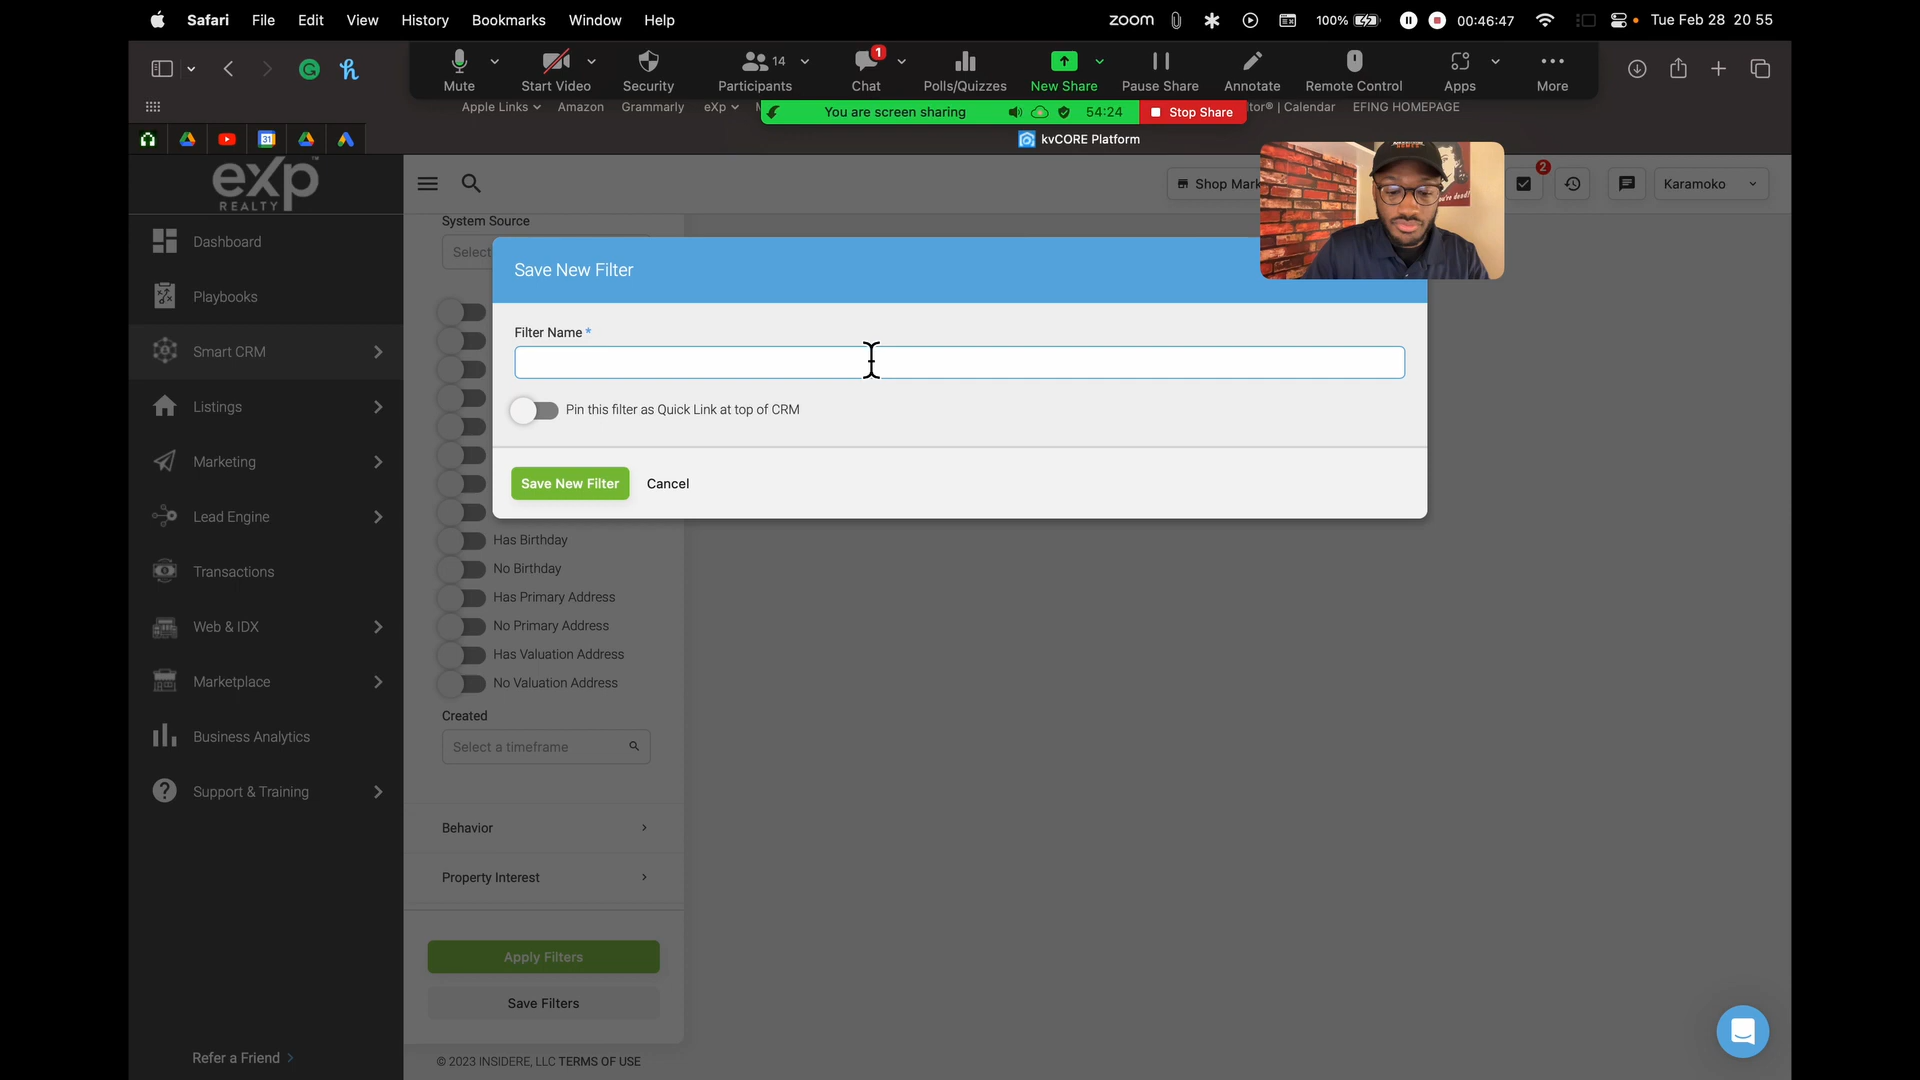 Safari File Edit View History Bookmarks Window Help
zoom 100% 00:46:47 Tue Feb 28 20 55
Mute Start Video Security Participants 14 Chat 1 Polls/Quizzes New Share Pause Share Annotate Remote Control Apps More
Apple Links Amazon Grammarly eXp
You are screen sharing 54:24 Stop Share
| Calendar EFING HOMEPAGE
31
kvCORE Platform
eXp
REALTY
Shop Mark
2
Karamoko
Dashboard
Playbooks
Smart CRM
Listings
Marketing
Lead Engine
Transactions
Web & IDX
Marketplace
Business Analytics
Support & Training
Refer a Friend
System Source
Select
Save New Filter
Filter Name *
Pin this filter as Quick Link at top of CRM
Save New Filter Cancel
Has Birthday
No Birthday
Has Primary Address
No Primary Address
Has Valuation Address
No Valuation Address
Created
Select a timeframe
Behavior
Property Interest
Apply Filters
Save Filters
© 2023 INSIDERE, LLC TERMS OF USE